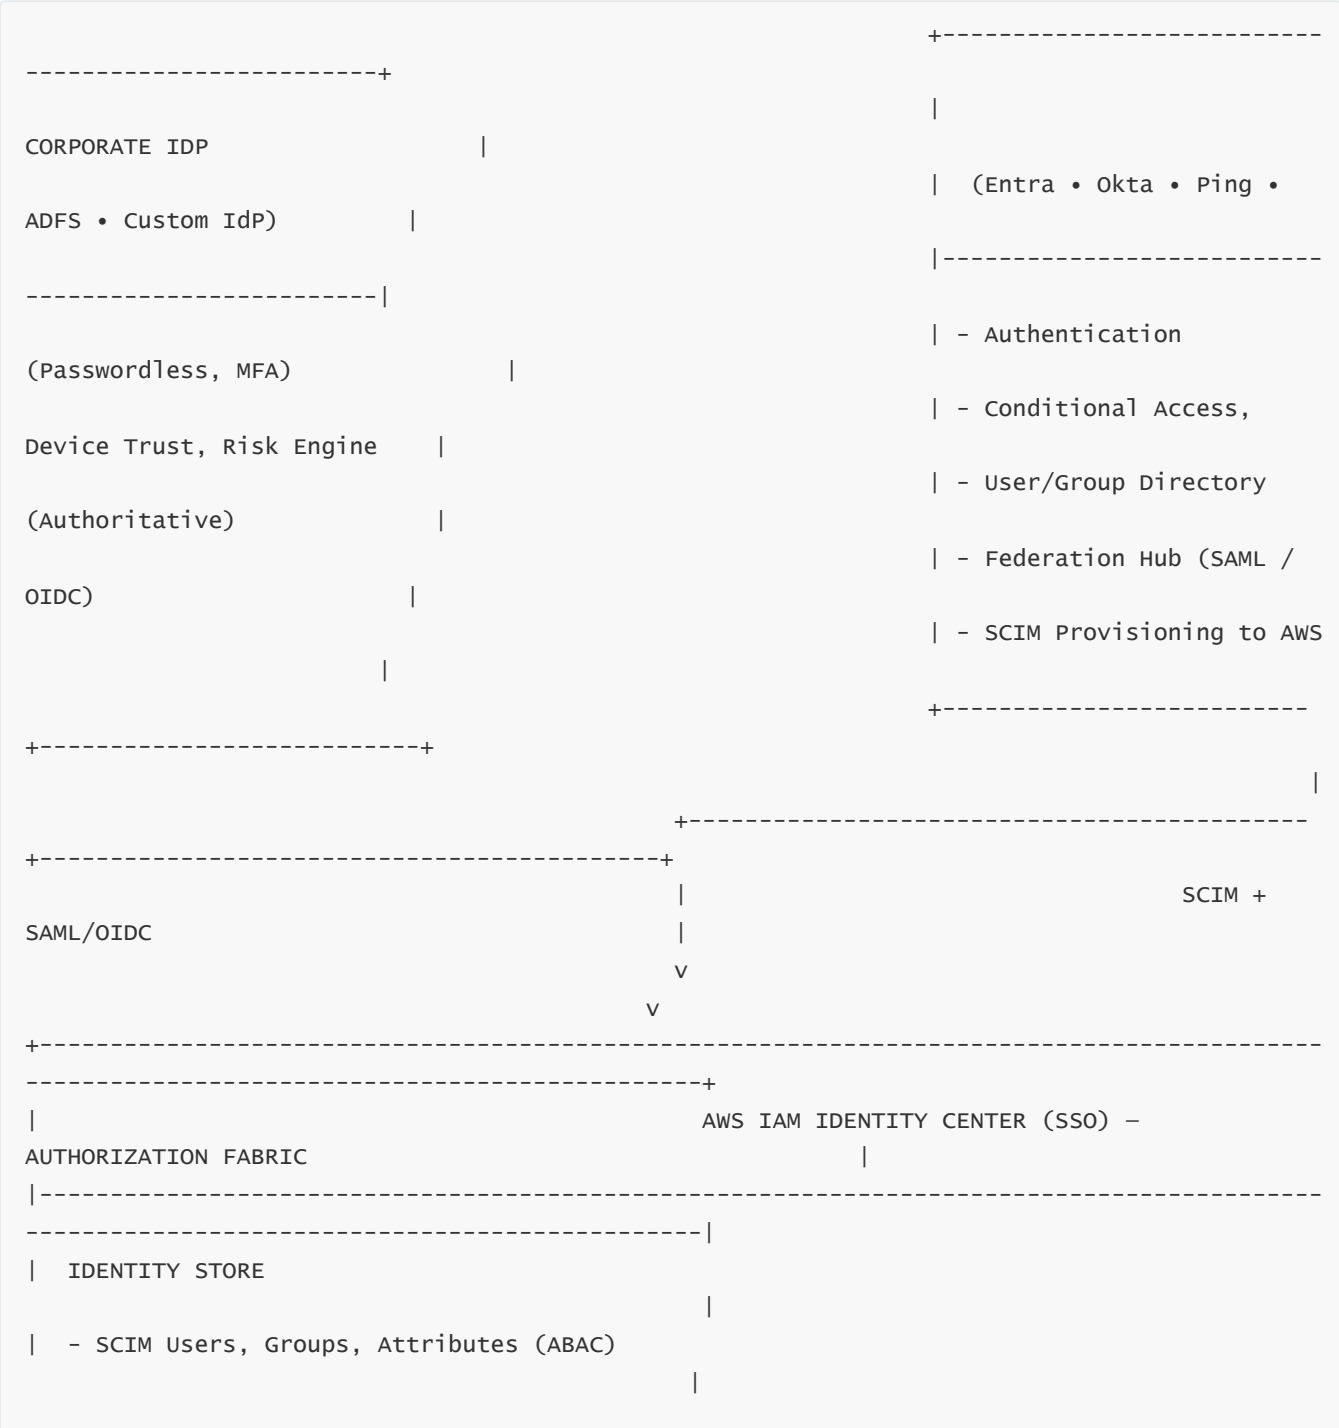 +---------------------------
-------------------------+
|
CORPORATE IDP                   |
|  (Entra • Okta • Ping •
ADFS • Custom IdP)         |
|---------------------------
-------------------------|
| - Authentication
(Passwordless, MFA)               |
| - Conditional Access,
Device Trust, Risk Engine    |
| - User/Group Directory
(Authoritative)              |
| - Federation Hub (SAML /
OIDC)                      |
| - SCIM Provisioning to AWS
|
+--------------------------
+---------------------------+
|
+--------------------------------------------
+--------------------------------------------+
|                                   SCIM +
SAML/OIDC                                     |
v
v
+-------------------------------------------------------------------------------------------
------------------------------------------------+
|                                               AWS IAM IDENTITY CENTER (SSO) –
AUTHORIZATION FABRIC                                       |
|-------------------------------------------------------------------------------------------
------------------------------------------------|
|  IDENTITY STORE
|
|  - SCIM Users, Groups, Attributes (ABAC)
|